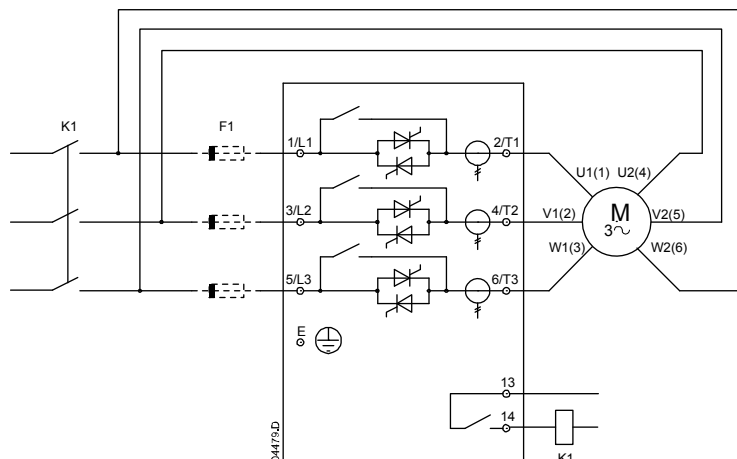 K1
F1
1/L1
2/T1
U1(1) U2(4)
3/L2
4/T2
V1(2)
M
3
V2(5)
W1(3)
W2(6)
5/L3
6/T3
E
13
14
K1
04479.D